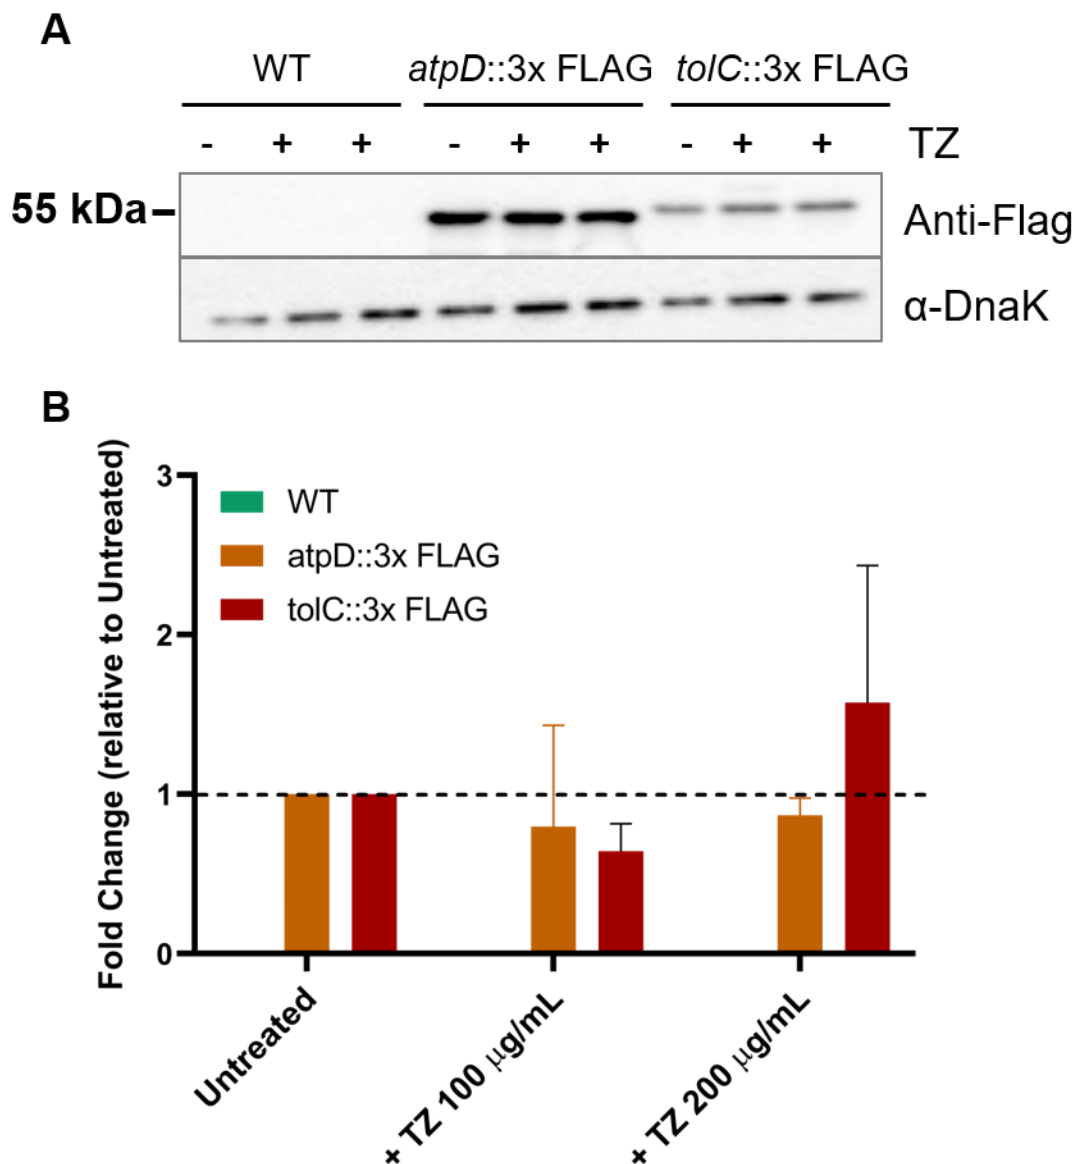 A
WT atpD::3x FLAG tolC::3x FLAG
- + + - + + - + + TZ
55 kDa Anti-Flag
α-DnaK
B
Fold Change (relative to Untreated)
3
2
1
0
WT
atpD::3x FLAG
tolC::3x FLAG
Untreated
+ TZ 100 μg/mL
+ TZ 200 μg/mL